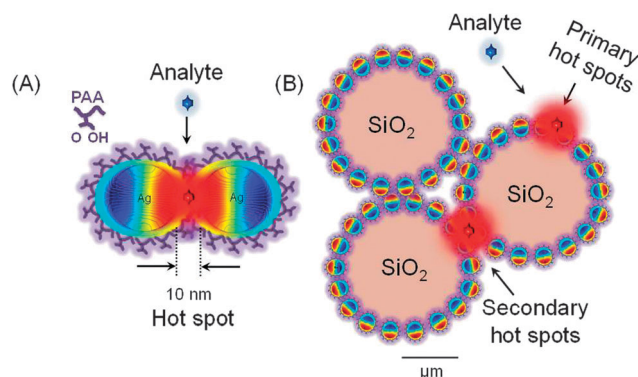 (A)
PAA
O OH
Analyte
Ag
Ag
10 nm
Hot spot
(B)
Analyte
Primary
hot spots
SiO₂
SiO₂
SiO₂
Secondary
hot spots
µm